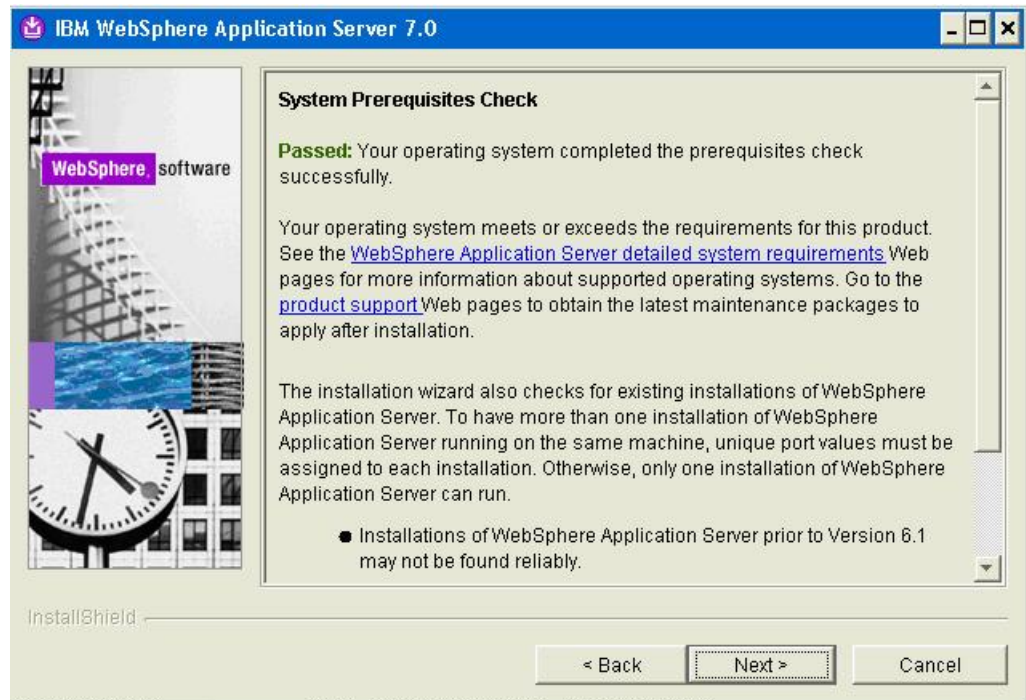 IBM WebSphere Application Server 7.0
WebSphere software
System Prerequisites Check
Passed: Your operating system completed the prerequisites check
successfully.
Your operating system meets or exceeds the requirements for this product.
See the WebSphere Application Server detailed system requirements Web
pages for more information about supported operating systems. Go to the
product support Web pages to obtain the latest maintenance packages to
apply after installation.
The installation wizard also checks for existing installations of WebSphere
Application Server. To have more than one installation of WebSphere
Application Server running on the same machine, unique port values must be
assigned to each installation. Otherwise, only one installation of WebSphere
Application Server can run.
● Installations of WebSphere Application Server prior to Version 6.1
may not be found reliably.
InstallShield
< Back
Next >
Cancel